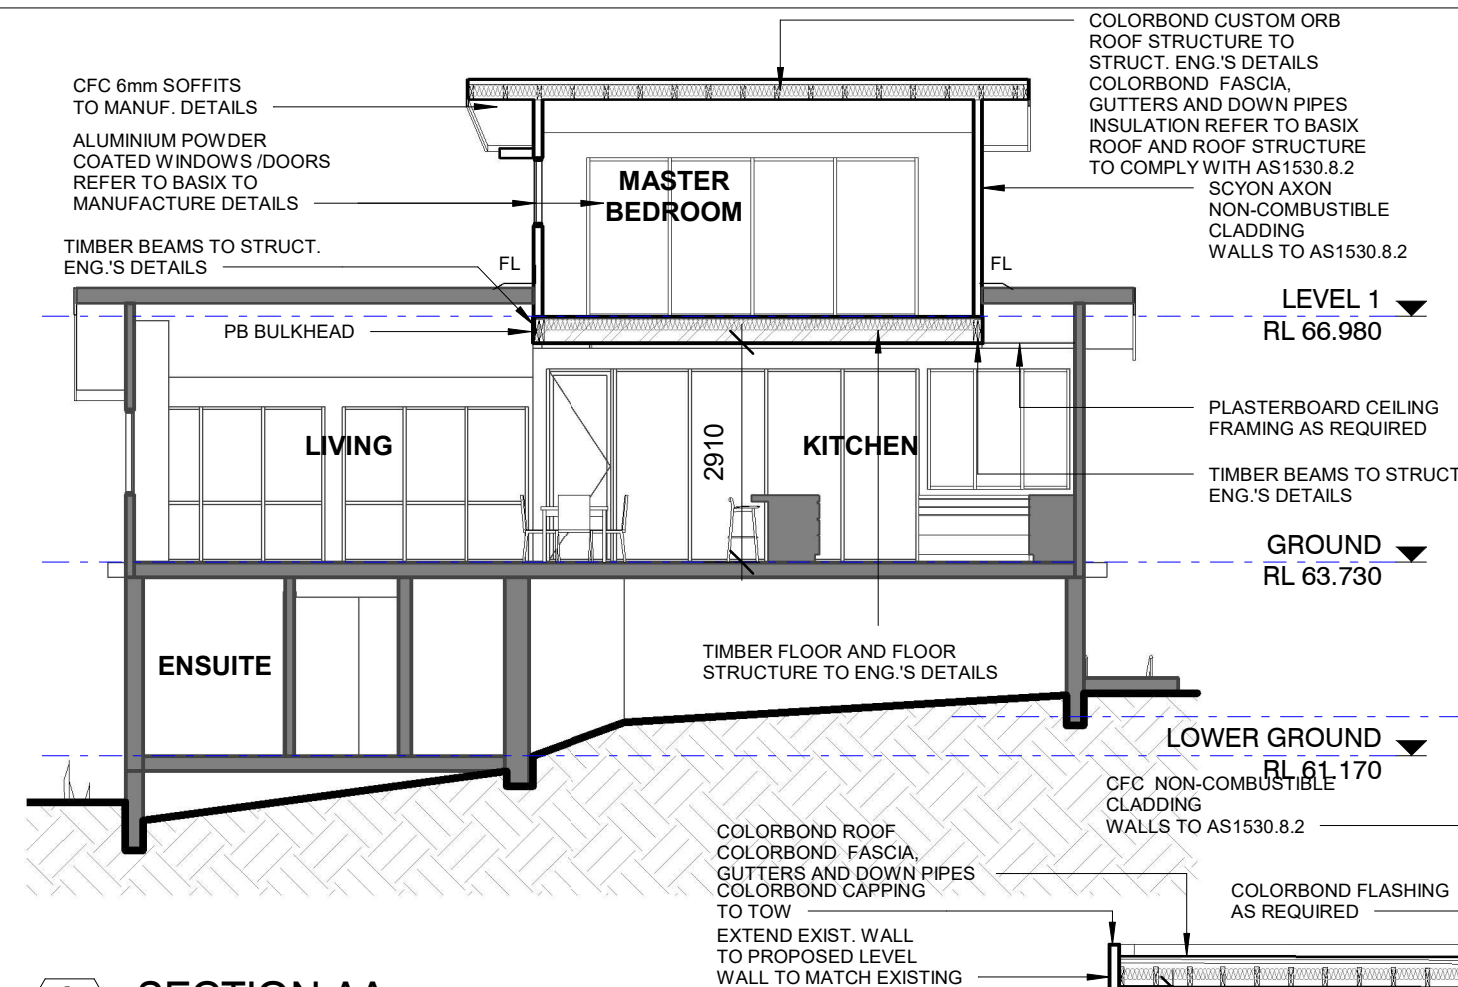 COLORBOND CUSTOM ORB
ROOF STRUCTURE TO
STRUCT. ENG.'S DETAILS
COLORBOND FASCIA,
GUTTERS AND DOWN PIPES
INSULATION REFER TO BASIX
ROOF AND ROOF STRUCTURE
TO COMPLY WITH AS1530.8.2
CFC 6mm SOFFITS
TO MANUF. DETAILS
ALUMINIUM POWDER
COATED WINDOWS /DOORS
REFER TO BASIX TO
MANUFACTURE DETAILS
MASTER
BEDROOM
SCYON AXON
NON-COMBUSTIBLE
CLADDING
WALLS TO AS1530.8.2
TIMBER BEAMS TO STRUCT.
ENG.'S DETAILS
FL
FL
LEVEL 1
RL 66.980
PB BULKHEAD
PLASTERBOARD CEILING
FRAMING AS REQUIRED
LIVING
2910
KITCHEN
TIMBER BEAMS TO STRUCT
ENG.'S DETAILS
GROUND
RL 63.730
ENSUITE
TIMBER FLOOR AND FLOOR
STRUCTURE TO ENG.'S DETAILS
LOWER GROUND
RL 61.170
CFC NON-COMBUSTIBLE
CLADDING
WALLS TO AS1530.8.2
COLORBOND ROOF
COLORBOND FASCIA,
GUTTERS AND DOWN PIPES
COLORBOND CAPPING
TO TOW
EXTEND EXIST. WALL
TO PROPOSED LEVEL
WALL TO MATCH EXISTING
COLORBOND FLASHING
AS REQUIRED
SECTION AA